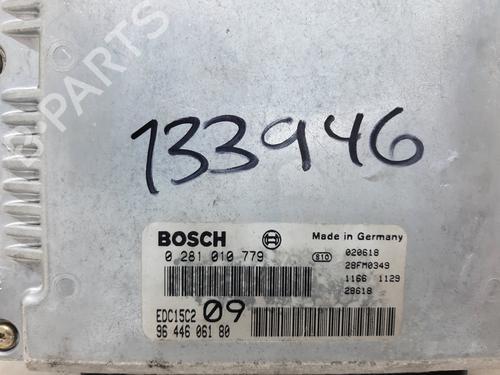 133946
BOSCH
Made in Germany
0 281 010 779
810
020618
28FM0349
1166 1129
28618
EDC15C2 09
96 446 061 80